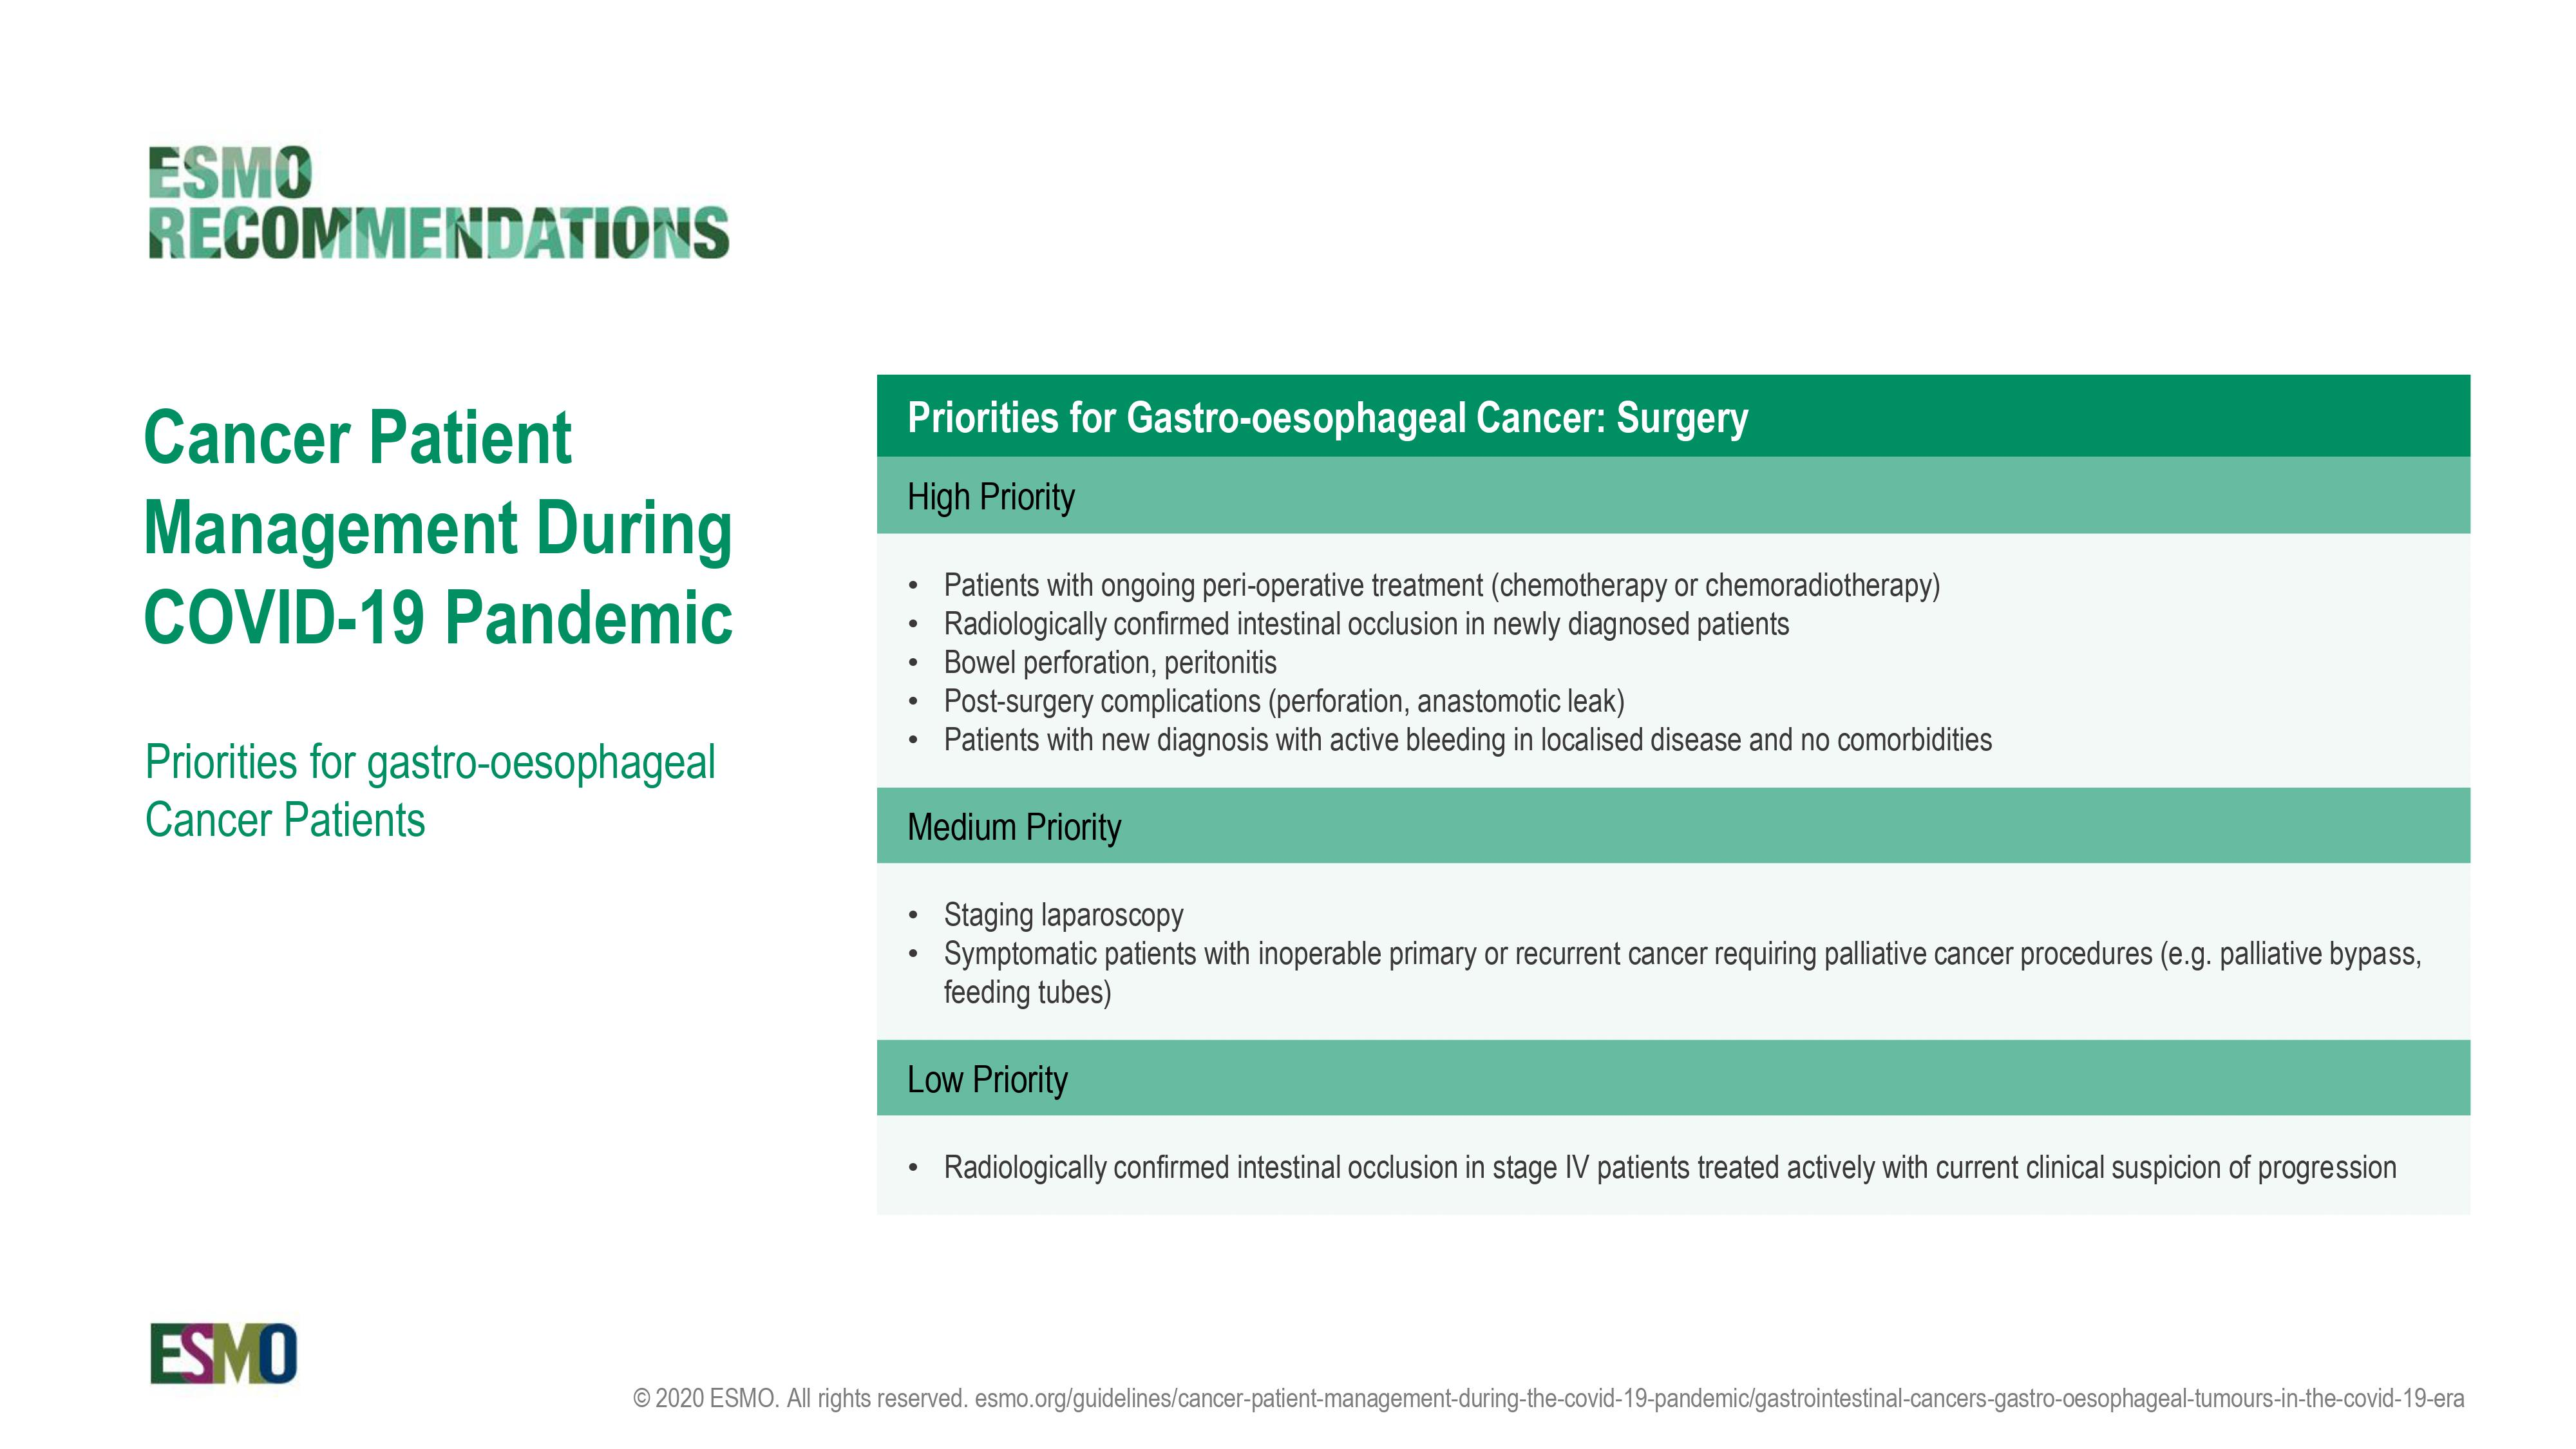 ESMO
RECOMMENDATIONS
Cancer Patient
Management During
COVID-19 Pandemic
Priorities for gastro-oesophageal
Cancer Patients
Priorities for Gastro-oesophageal Cancer: Surgery
High Priority
• Patients with ongoing peri-operative treatment (chemotherapy or chemoradiotherapy)
• Radiologically confirmed intestinal occlusion in newly diagnosed patients
• Bowel perforation, peritonitis
• Post-surgery complications (perforation, anastomotic leak)
• Patients with new diagnosis with active bleeding in localised disease and no comorbidities
Medium Priority
• Staging laparoscopy
• Symptomatic patients with inoperable primary or recurrent cancer requiring palliative cancer procedures (e.g. palliative bypass,
feeding tubes)
Low Priority
• Radiologically confirmed intestinal occlusion in stage IV patients treated actively with current clinical suspicion of progression
ESMO
© 2020 ESMO. All rights reserved. esmo.org/guidelines/cancer-patient-management-during-the-covid-19-pandemic/gastrointestinal-cancers-gastro-oesophageal-tumours-in-the-covid-19-era